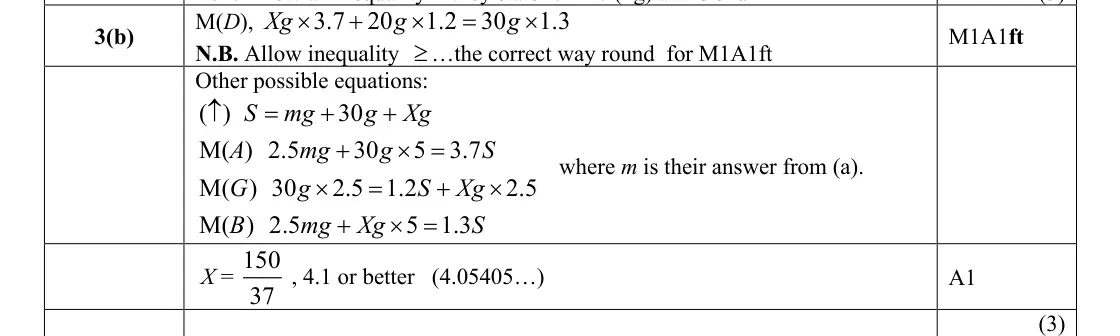 3(b)
M(D), Xg × 3.7 + 20g × 1.2 = 30g × 1.3
N.B. Allow inequality ≥ …the correct way round for M1A1ft
M1A1ft
Other possible equations:
(↑) S = mg + 30g + Xg
M(A) 2.5mg + 30g × 5 = 3.7S
M(G) 30g × 2.5 = 1.2S + Xg × 2.5
M(B) 2.5mg + Xg × 5 = 1.3S
where m is their answer from (a).
X = 150/37 , 4.1 or better (4.05405…)
A1
(3)